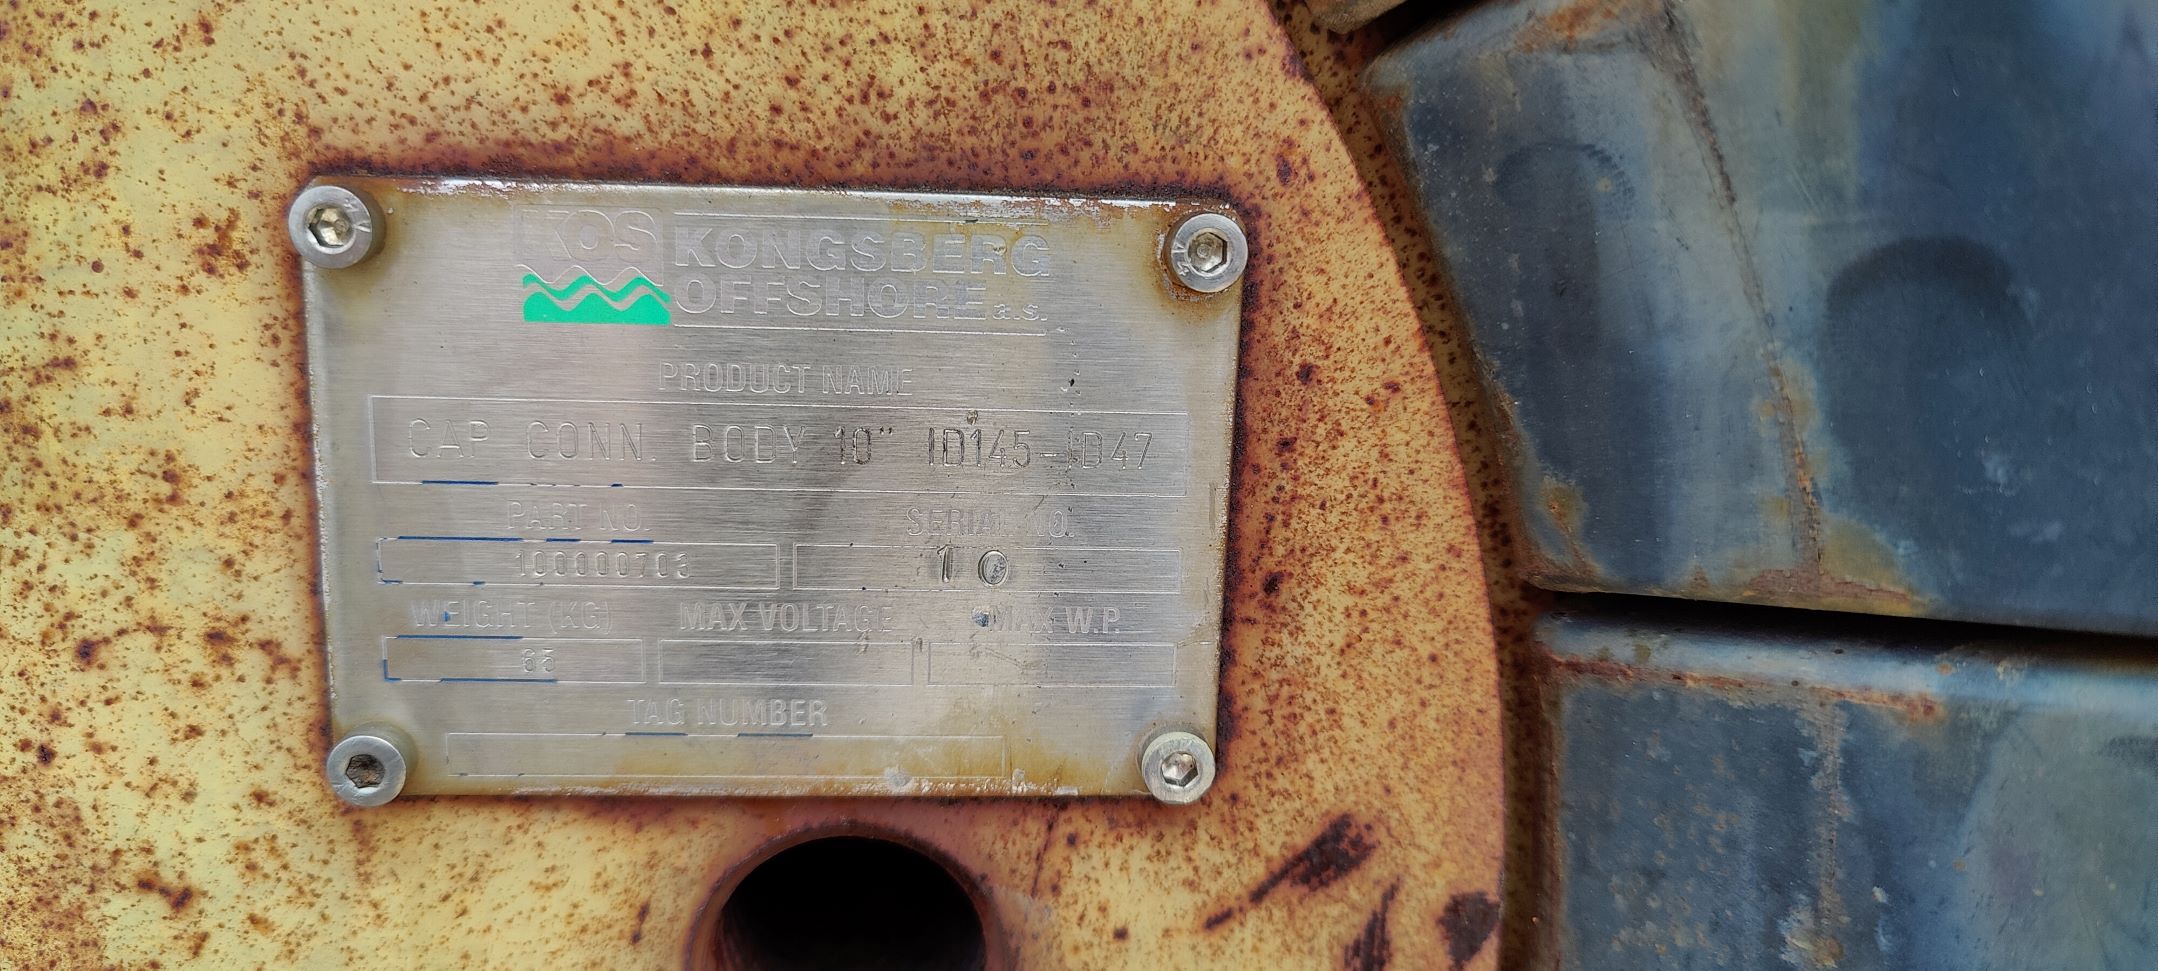 KOS KONGSBERG
OFFSHORE a.s.
PRODUCT NAME
CAP CONN. BODY 10" ID145-ID47
PART NO. SERIAL NO.
100000703 10
WEIGHT (KG) MAX VOLTAGE MAX W.P.
65
TAG NUMBER